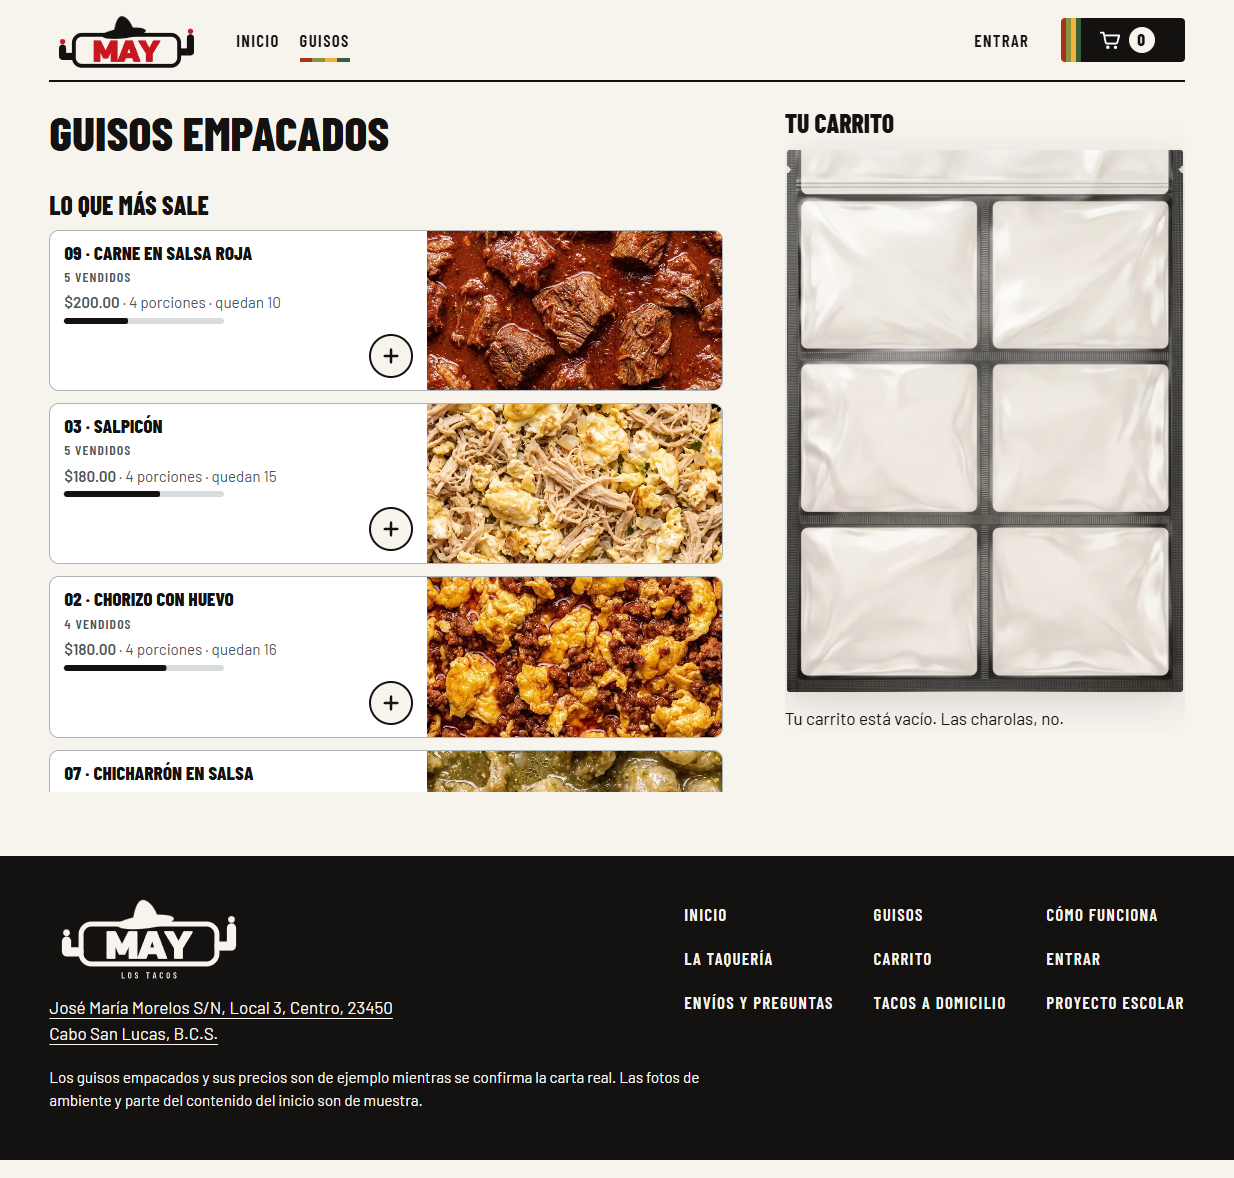 MAY
INICIO
GUISOS
ENTRAR
0
GUISOS EMPACADOS
LO QUE MÁS SALE
09 · CARNE EN SALSA ROJA
5 VENDIDOS
$200.00 · 4 porciones · quedan 10
03 · SALPICÓN
5 VENDIDOS
$180.00 · 4 porciones · quedan 15
02 · CHORIZO CON HUEVO
4 VENDIDOS
$180.00 · 4 porciones · quedan 16
07 · CHICHARRÓN EN SALSA
TU CARRITO
Tu carrito está vacío. Las charolas, no.
MAY
LOS TACOS
José María Morelos S/N, Local 3, Centro, 23450
Cabo San Lucas, B.C.S.
INICIO
GUISOS
CÓMO FUNCIONA
LA TAQUERÍA
CARRITO
ENTRAR
ENVÍOS Y PREGUNTAS
TACOS A DOMICILIO
PROYECTO ESCOLAR
Los guisos empacados y sus precios son de ejemplo mientras se confirma la carta real. Las fotos de
ambiente y parte del contenido del inicio son de muestra.